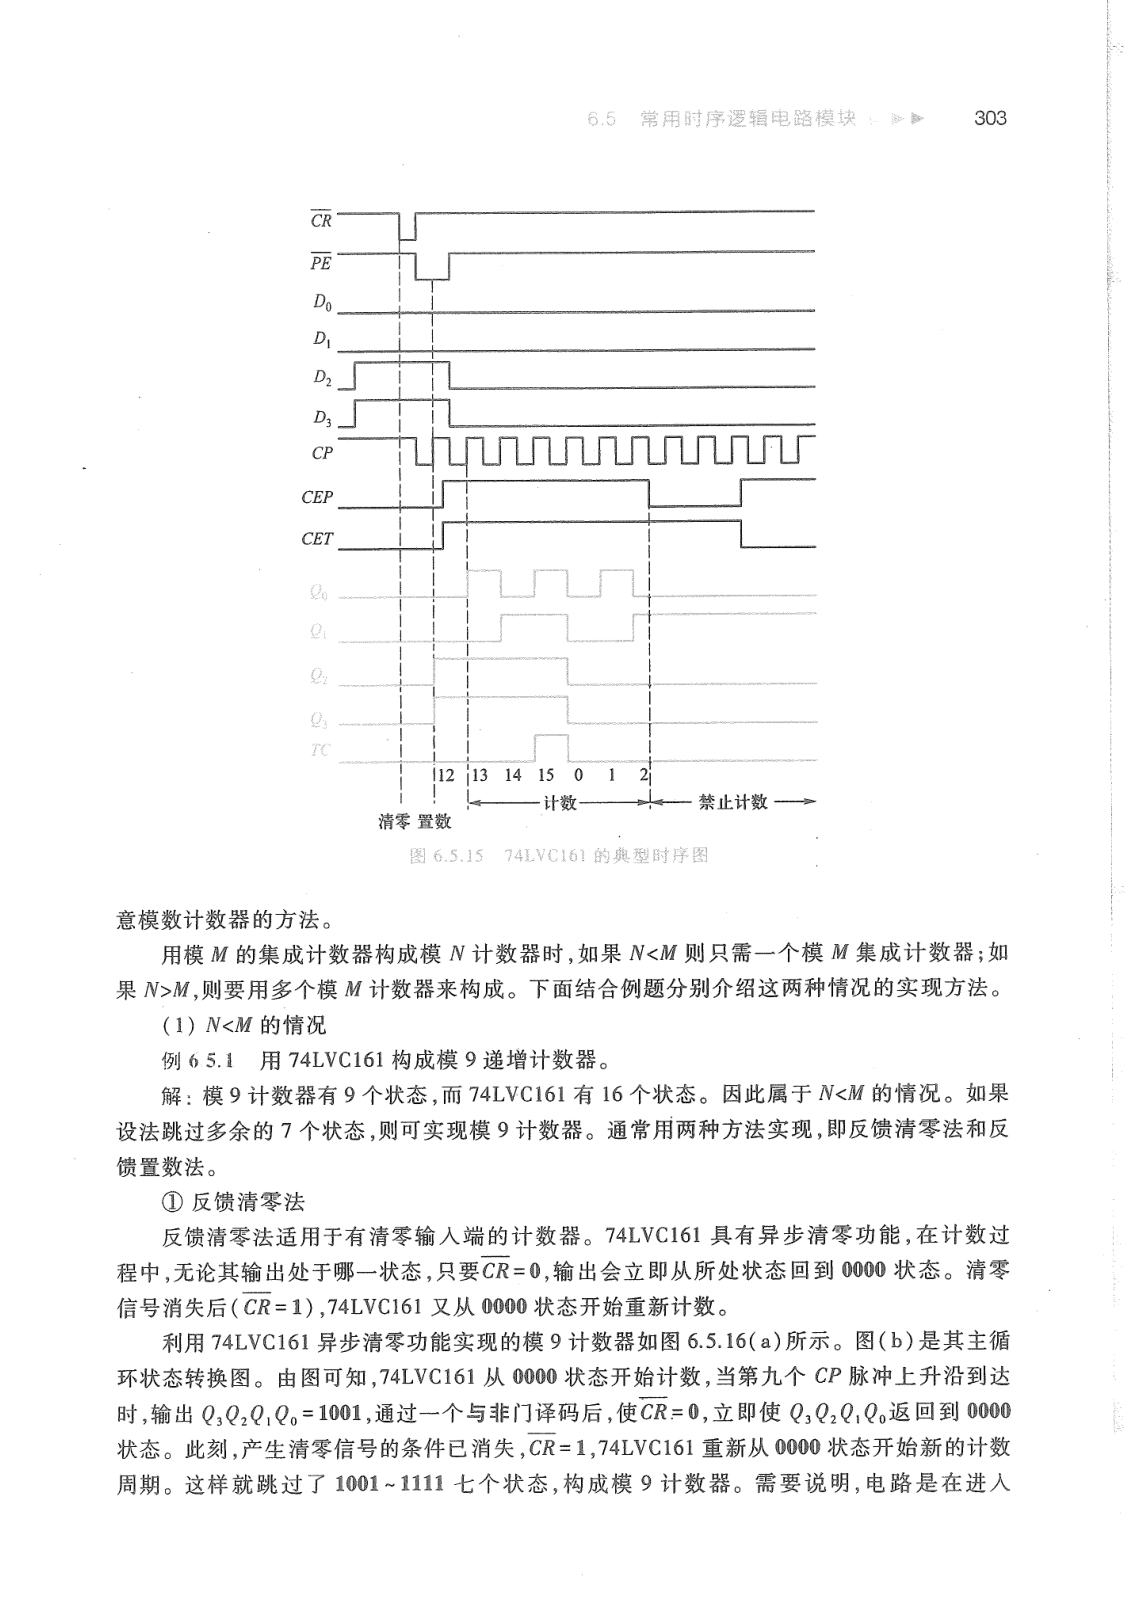 6.5 常用时序逻辑电路模块 303
CR
PE
D₀
D₁
D₂
D₃
CP
CEP
CET
Q₀
Q₁
Q₂
Q₃
TC
12 13 14 15 0 1 2
计数 禁止计数
清零 置数
图 6.5.15 74LVC161 的典型时序图
意模数计数器的方法。
用模 M 的集成计数器构成模 N 计数器时,如果 N<M 则只需一个模 M 集成计数器;如
果 N>M,则要用多个模 M 计数器来构成。下面结合例题分别介绍这两种情况的实现方法。
(1) N<M 的情况
例 6 5.1 用 74LVC161 构成模 9 递增计数器。
解: 模 9 计数器有 9 个状态,而 74LVC161 有 16 个状态。因此属于 N<M 的情况。如果
设法跳过多余的 7 个状态,则可实现模 9 计数器。通常用两种方法实现,即反馈清零法和反
馈置数法。
① 反馈清零法
反馈清零法适用于有清零输入端的计数器。74LVC161 具有异步清零功能,在计数过
程中,无论其输出处于哪一状态,只要C̅R̅=0,输出会立即从所处状态回到 0000 状态。清零
信号消失后(C̅R̅=1),74LVC161 又从 0000 状态开始重新计数。
利用 74LVC161 异步清零功能实现的模 9 计数器如图 6.5.16(a)所示。图(b)是其主循
环状态转换图。由图可知,74LVC161 从 0000 状态开始计数,当第九个 CP 脉冲上升沿到达
时,输出 Q₃Q₂Q₁Q₀=1001,通过一个与非门译码后,使C̅R̅=0,立即使 Q₃Q₂Q₁Q₀返回到 0000
状态。此刻,产生清零信号的条件已消失,C̅R̅=1,74LVC161 重新从 0000 状态开始新的计数
周期。这样就跳过了 1001~1111 七个状态,构成模 9 计数器。需要说明,电路是在进入